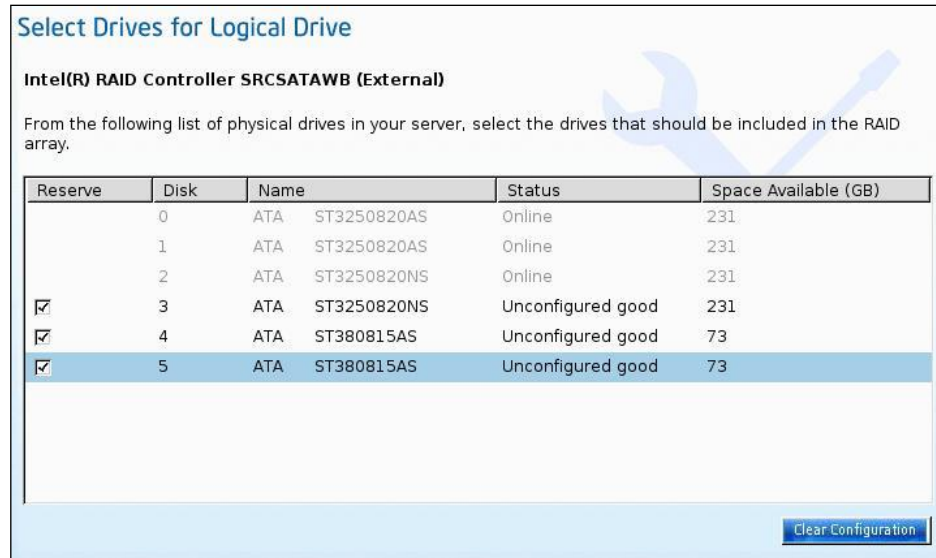 Select Drives for Logical Drive
Intel(R) RAID Controller SRCSATAWB (External)
From the following list of physical drives in your server, select the drives that should be included in the RAID
array.
Reserve Disk Name Status Space Available (GB)
0 ATA ST3250820AS Online 231
1 ATA ST3250820AS Online 231
2 ATA ST3250820NS Online 231
3 ATA ST3250820NS Unconfigured good 231
4 ATA ST380815AS Unconfigured good 73
5 ATA ST380815AS Unconfigured good 73
Clear Configuration